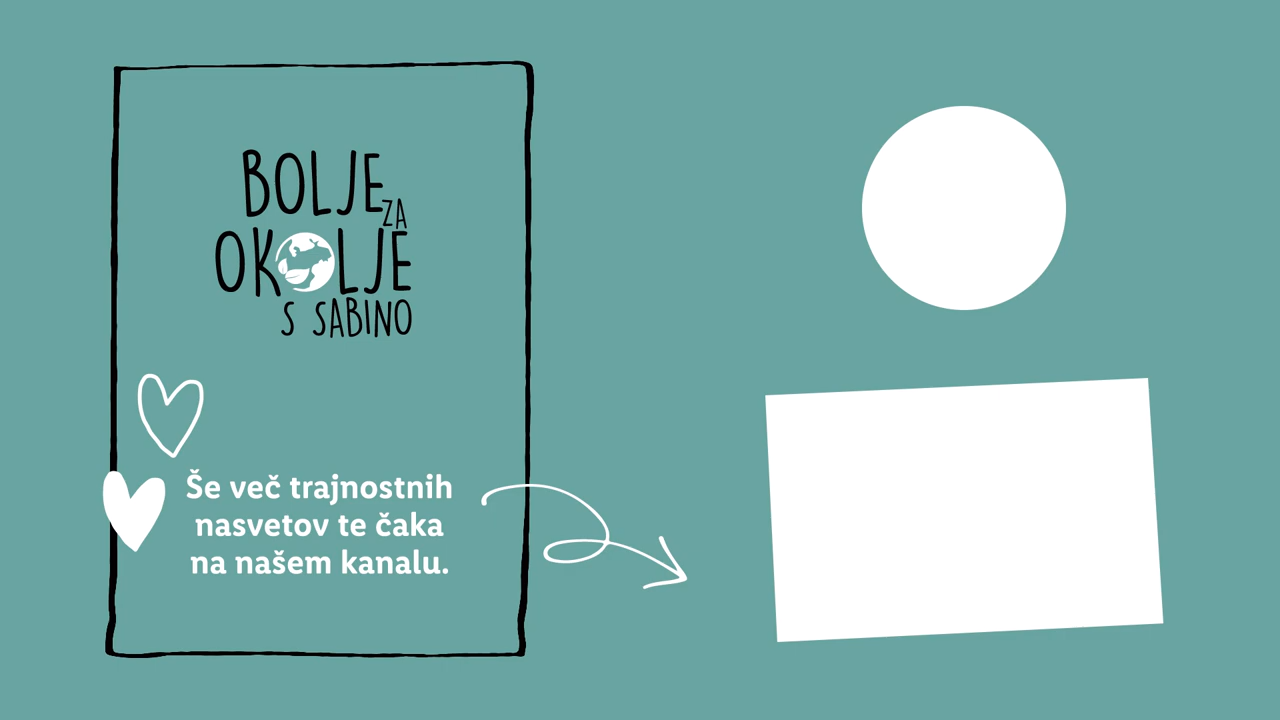 BOLJE
ZA
OKOLJE
S SABINO
Še več trajnostnih
nasvetov te čaka
na našem kanalu.